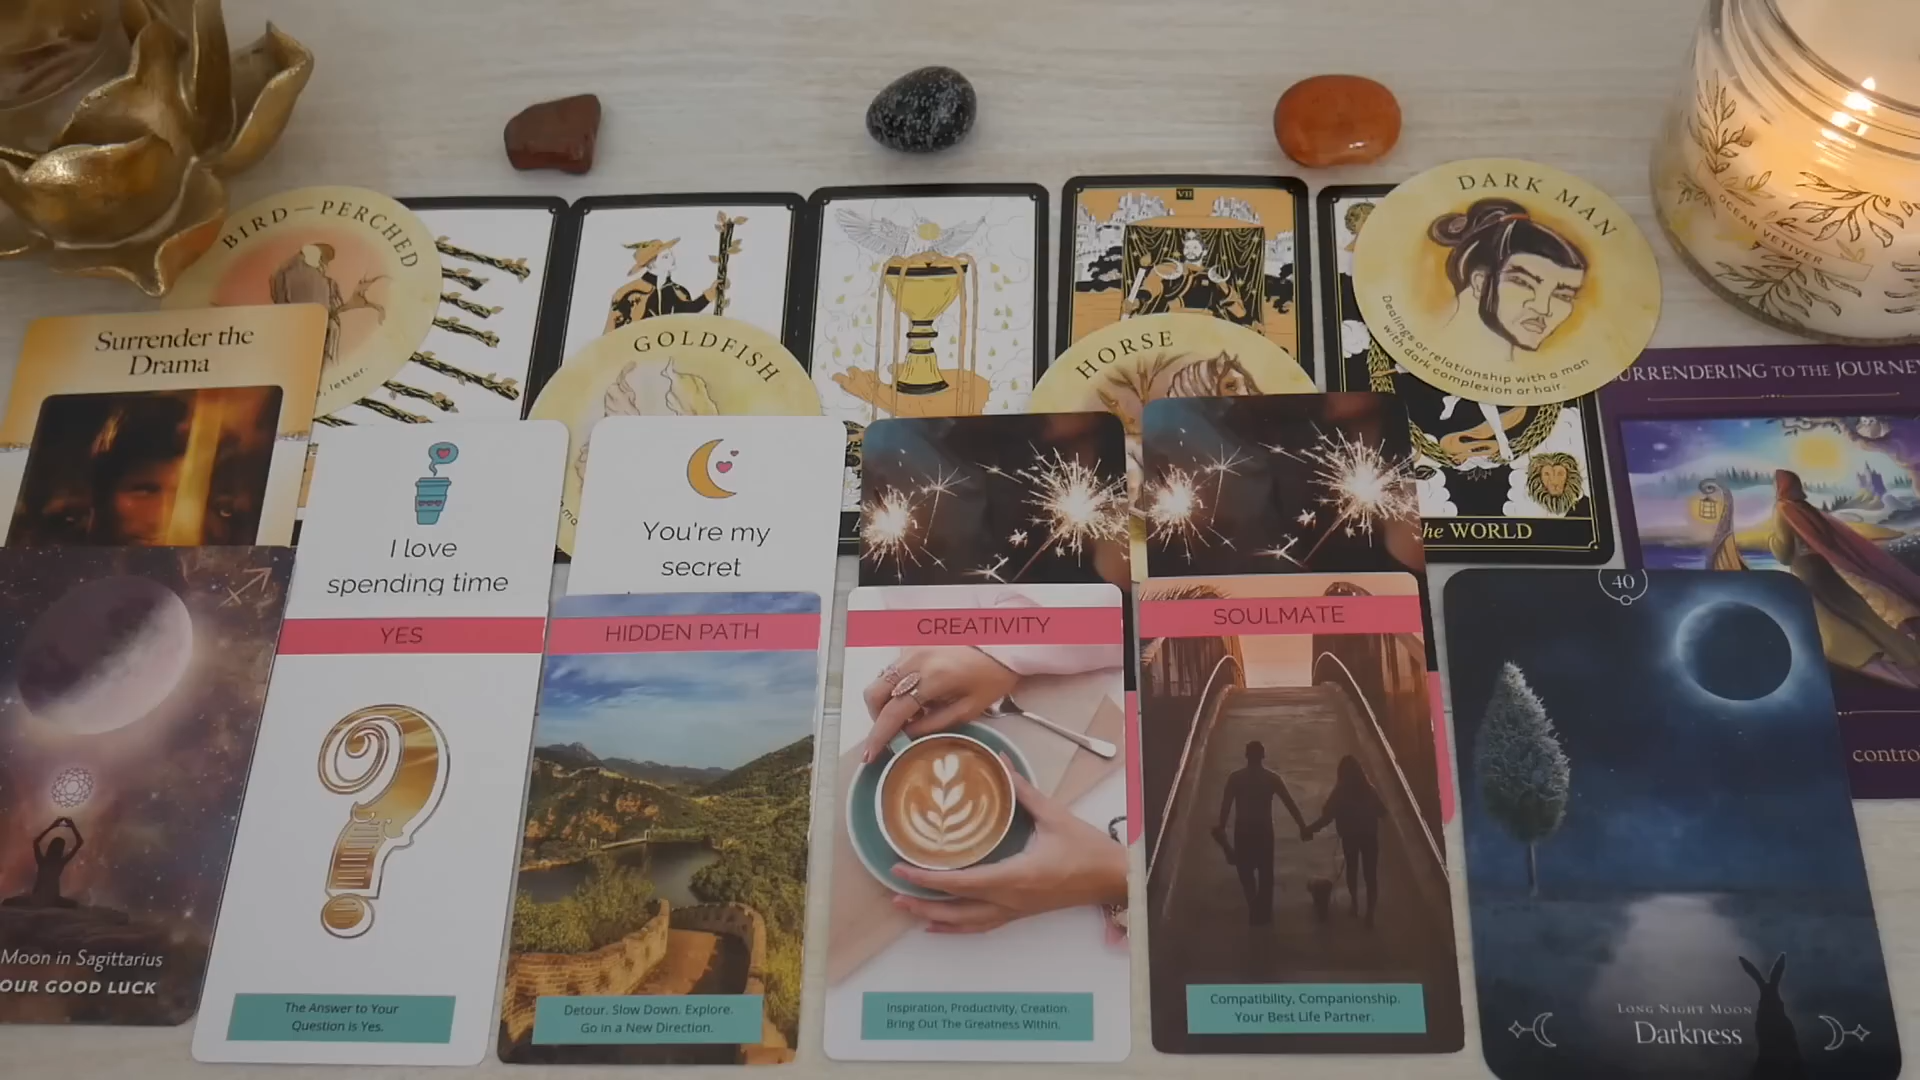 BIRD—PERCHED
letter.
VII
DARK MAN
Dealings or relationship with a man
with dark complexion or hair.
OCEAN VETIVER
GOLDFISH
HORSE
Surrender the
Drama
SURRENDERING TO THE JOURNEY
The WORLD
I love
spending time
You're my
secret
YES
The Answer to Your
Question is Yes.
HIDDEN PATH
Detour. Slow Down. Explore.
Go in a New Direction.
CREATIVITY
Inspiration, Productivity, Creation.
Bring Out The Greatness Within.
SOULMATE
Compatibility, Companionship.
Your Best Life Partner.
40
LONG NIGHT MOON
Darkness
contro
Moon in Sagittarius
OUR GOOD LUCK